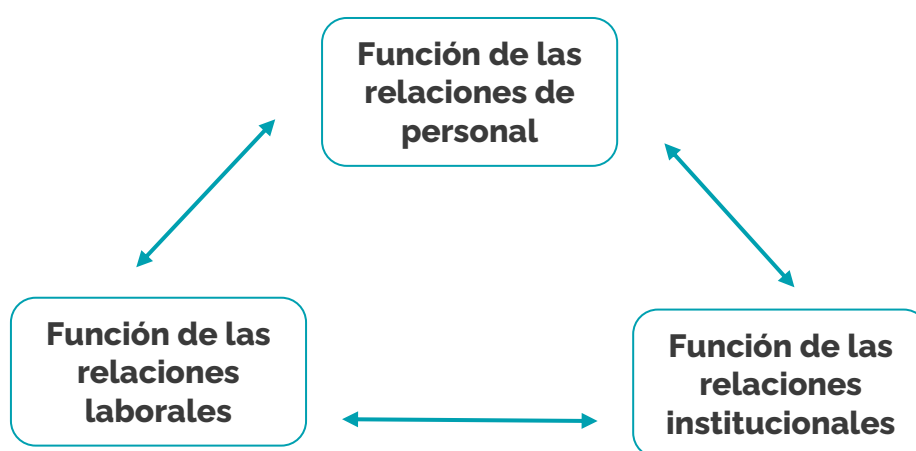 Función de las
relaciones de
personal
Función de las
relaciones
laborales
Función de las
relaciones
institucionales